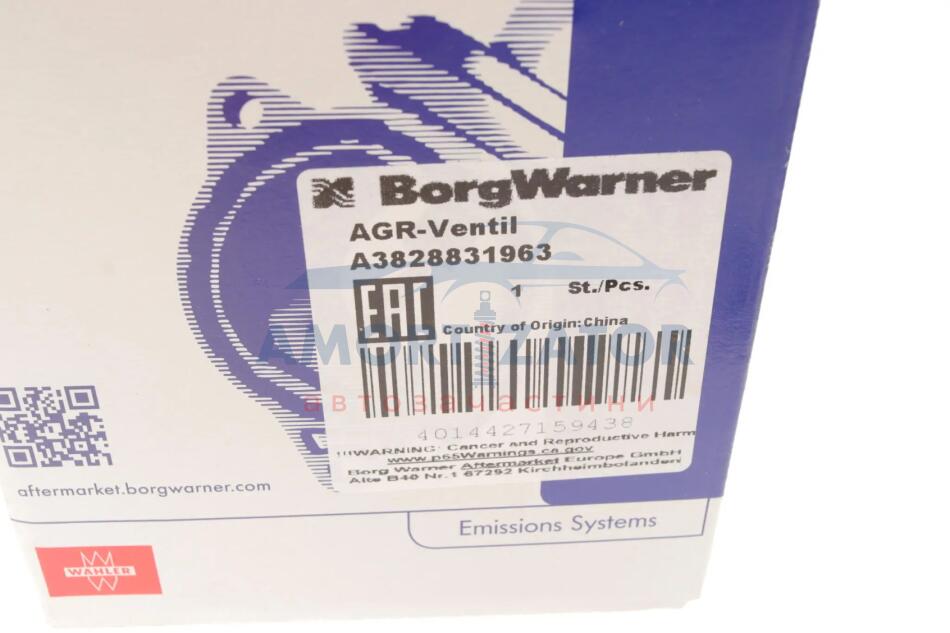 BorgWarner
AGR-Ventil
A3828831963
EAC 1 St./Pcs.
Country of Origin: China
AMORTIZATOR
автозапчастини
4014427159438
!!!WARNING: Cancer and Reproductive Harm
www.p65Warnings.ca.gov
Borg Warner Aftermarket Europe GmbH
Alte B40 Nr.1 67292 Kirchheimbolanden
aftermarket.borgwarner.com
Emissions Systems
WAHLER